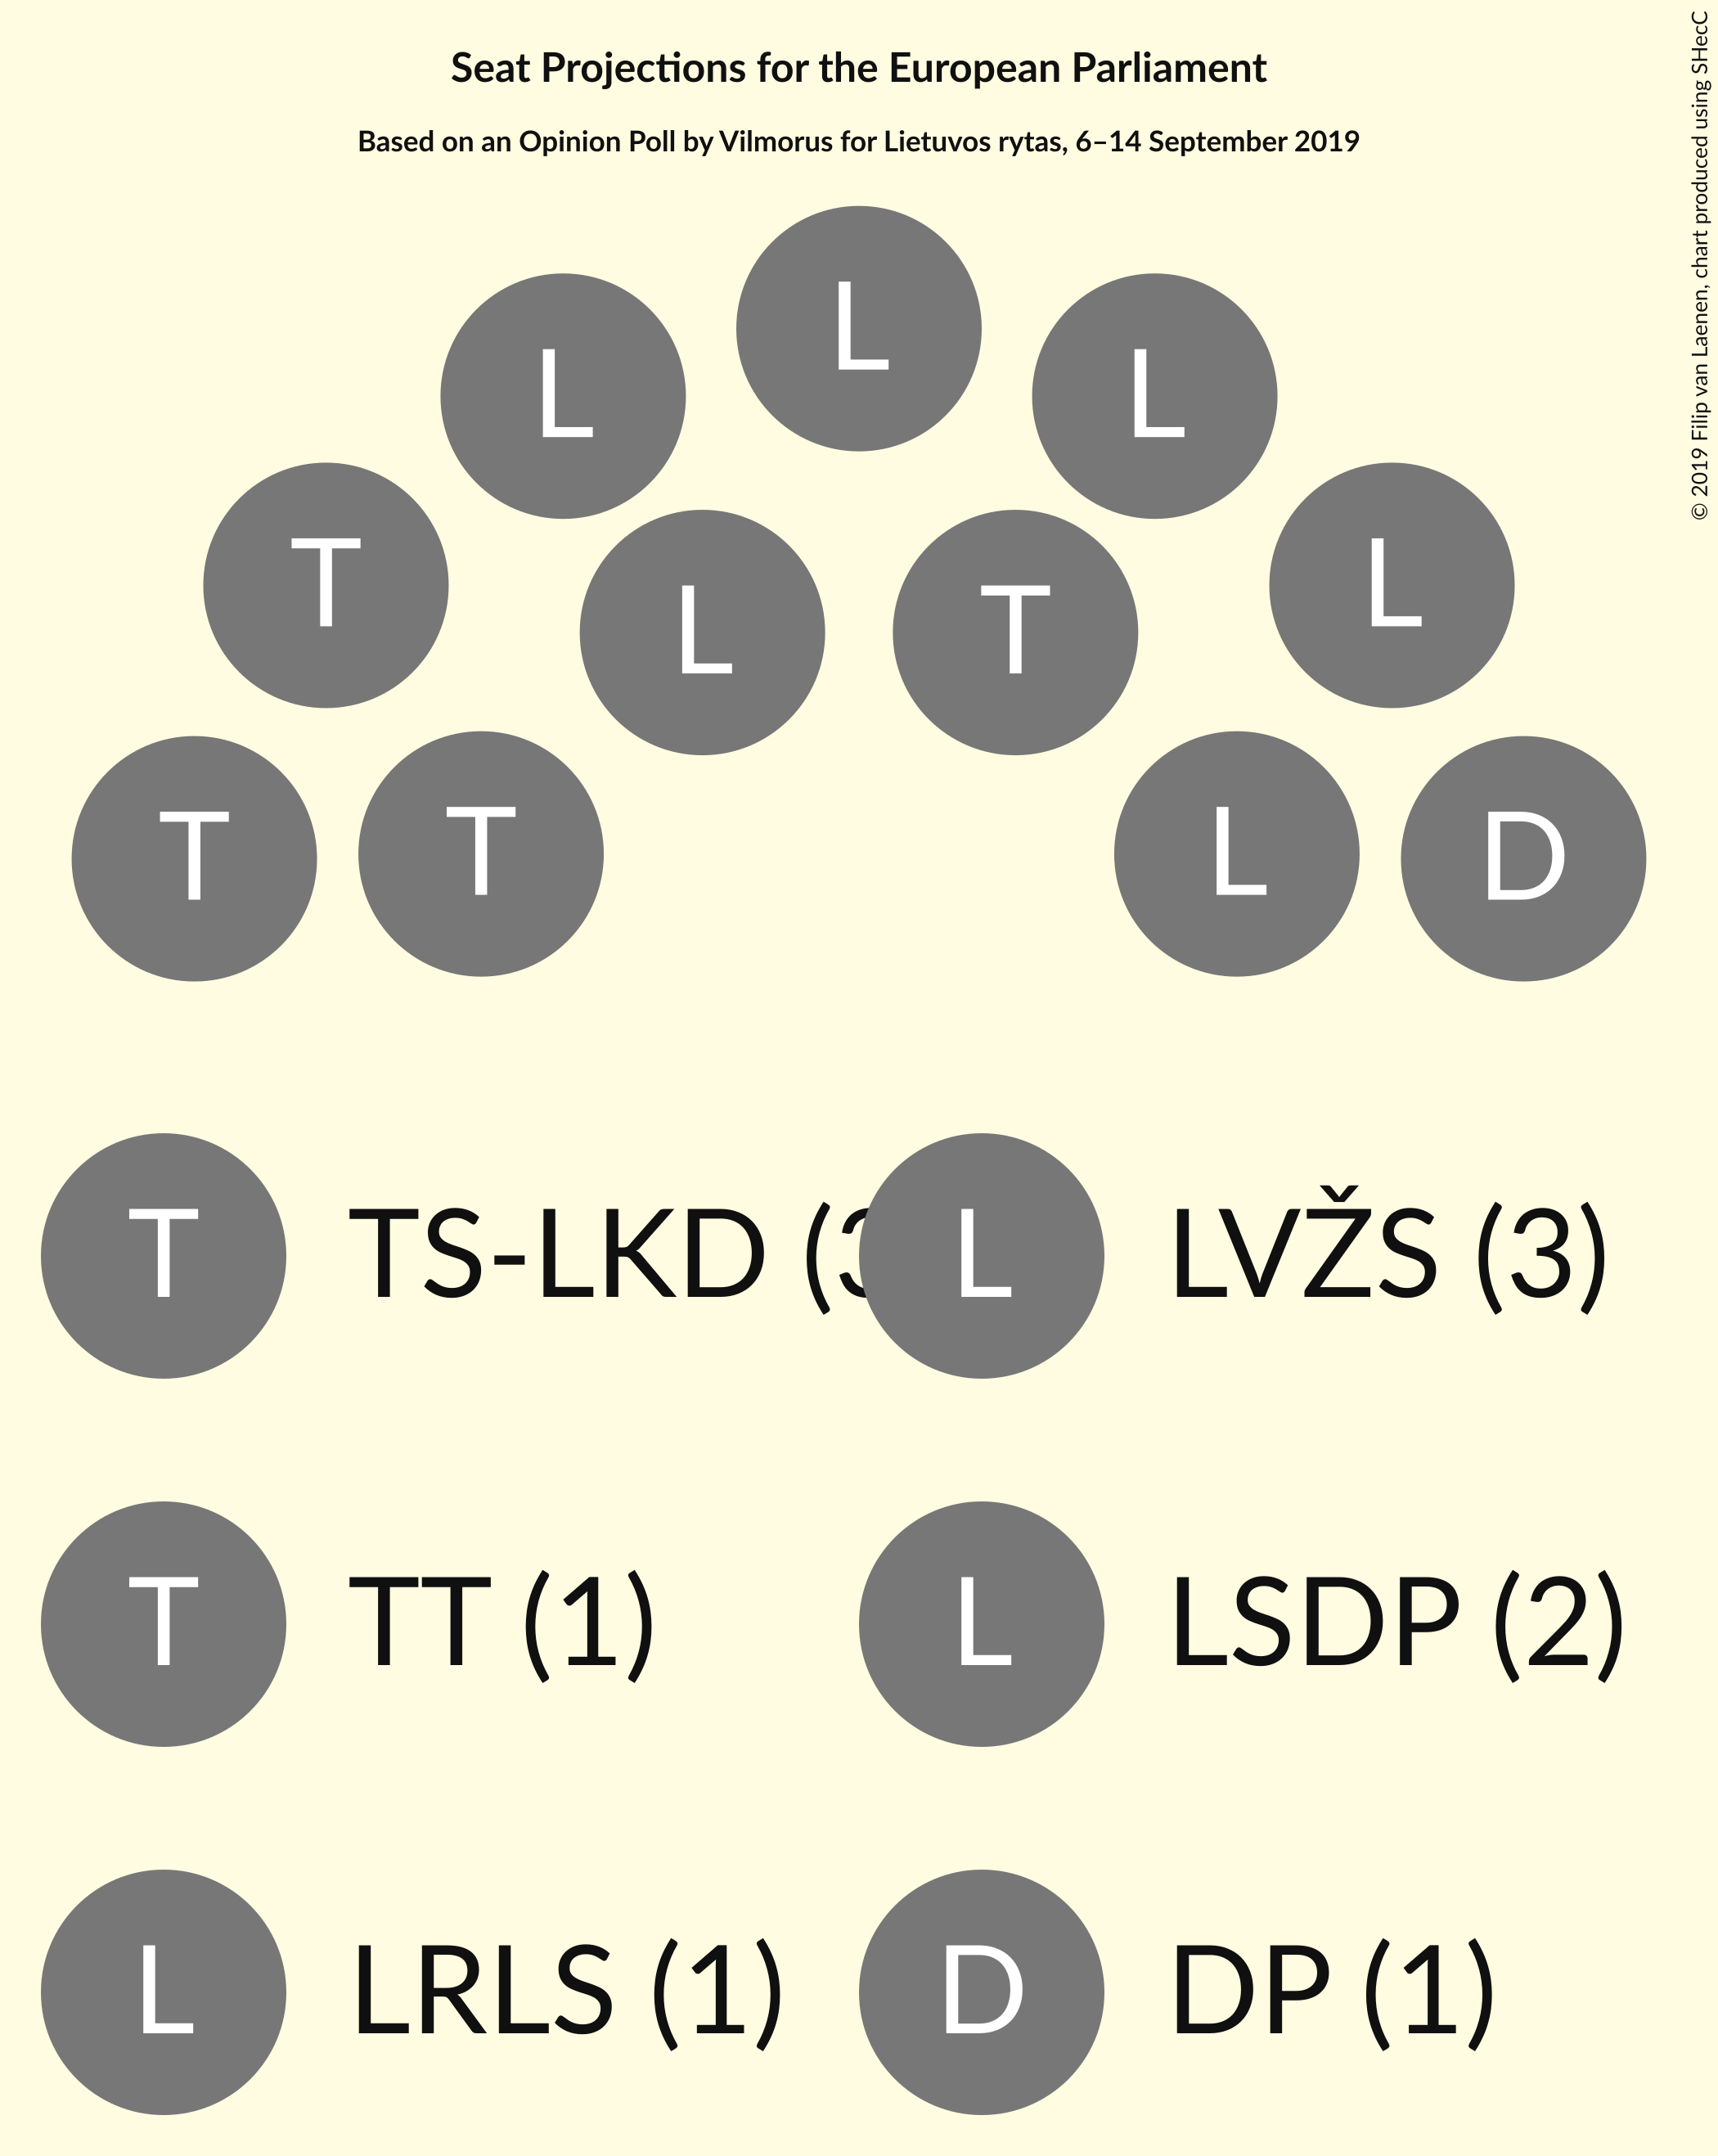 Seat Projections for the European Parliament
Based on an Opinion Poll by Vilmorus for Lietuvos rytas, 6–14 September 2019
© 2019 Filip van Laenen, chart produced using SHecC
L
L L
T L
L T
T T L D
T TS-LKD (3 L LVŽS (3)
T TT (1) L LSDP (2)
L LRLS (1) D DP (1)